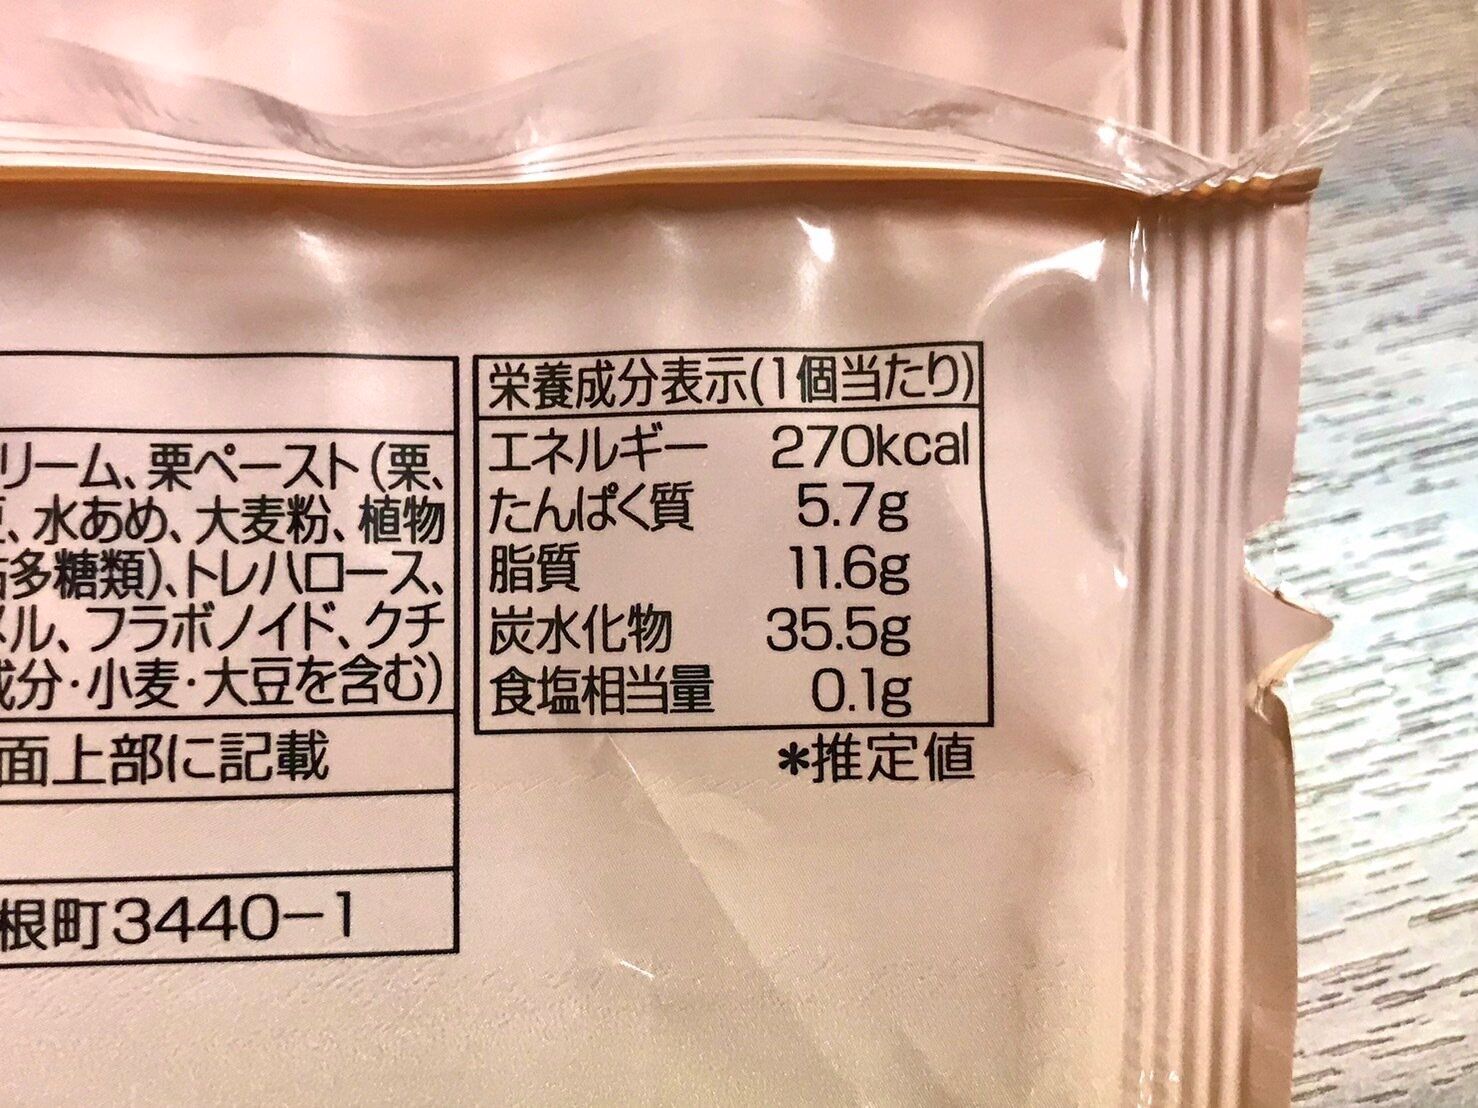 リーム、栗ペースト(栗、
、水あめ、大麦粉、植物
多糖類)、トレハロース、
ル、フラボノイド、クチ
成分・小麦・大豆を含む)
面上部に記載
根町3440-1
栄養成分表示(1個当たり)
エネルギー 270kcal
たんぱく質 5.7g
脂質 11.6g
炭水化物 35.5g
食塩相当量 0.1g
*推定値